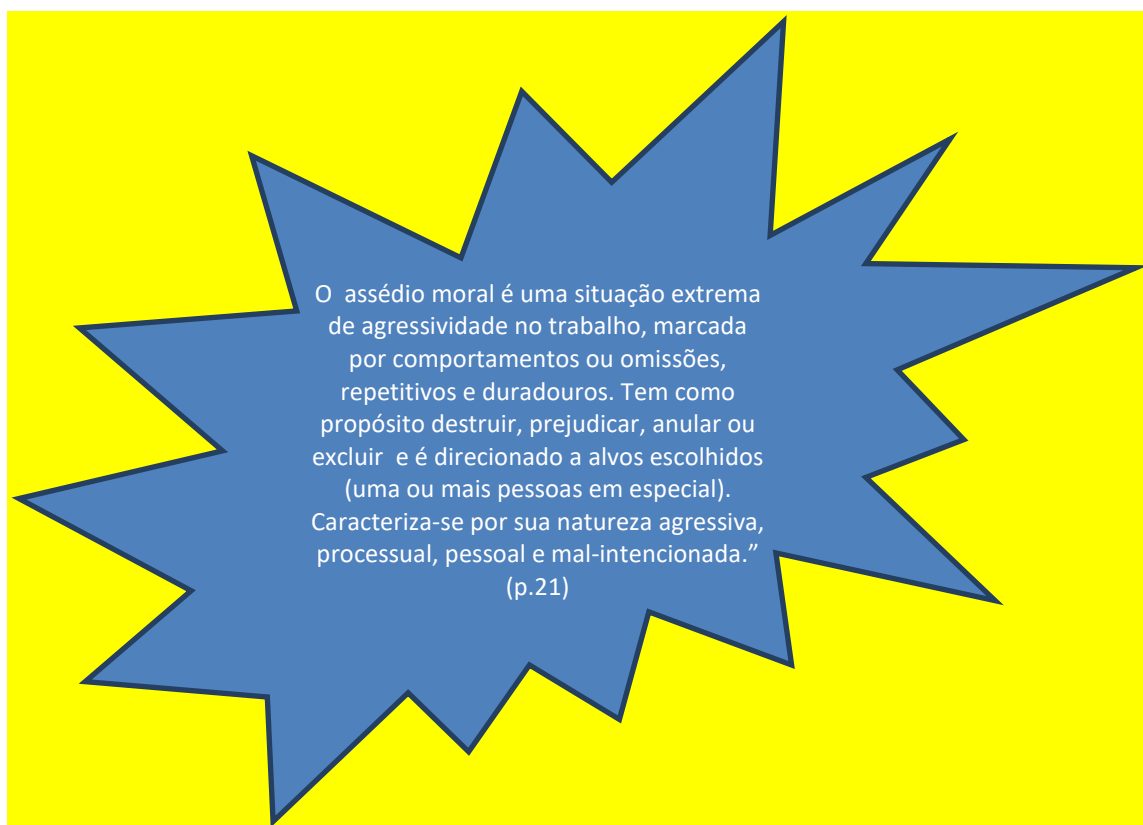 O  assédio moral é uma situação extrema
de agressividade no trabalho, marcada
por comportamentos ou omissões,
repetitivos e duradouros. Tem como
propósito destruir, prejudicar, anular ou
excluir  e é direcionado a alvos escolhidos
(uma ou mais pessoas em especial).
Caracteriza-se por sua natureza agressiva,
processual, pessoal e mal-intencionada.”
(p.21)